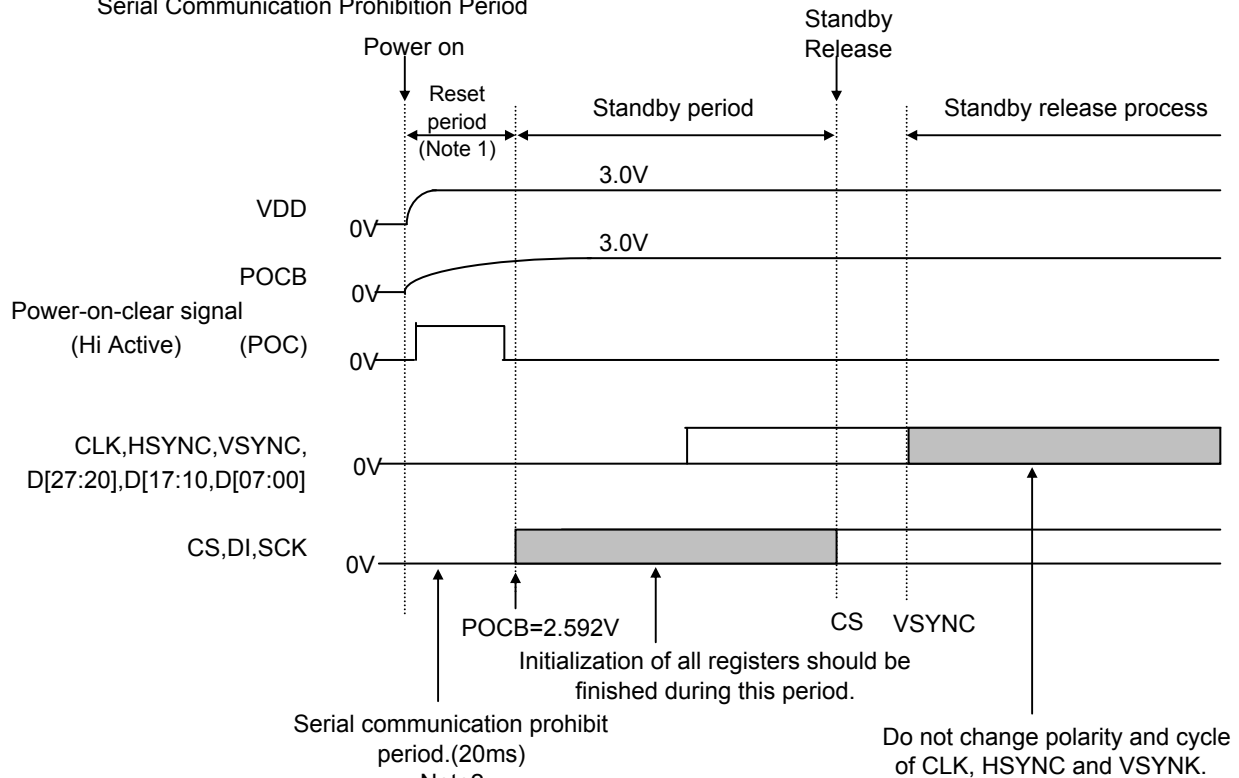 Serial Communication Prohibition Period
Power on
Standby
Release
Reset
period
(Note 1)
Standby period
Standby release process
3.0V
VDD
0V
3.0V
POCB
0V
Power-on-clear signal
(Hi Active) (POC)
0V
CLK,HSYNC,VSYNC,
D[27:20],D[17:10,D[07:00]
0V
CS,DI,SCK
0V
POCB=2.592V
CS
VSYNC
Initialization of all registers should be
finished during this period.
Serial communication prohibit
period.(20ms)
Do not change polarity and cycle
of CLK, HSYNC and VSYNK.